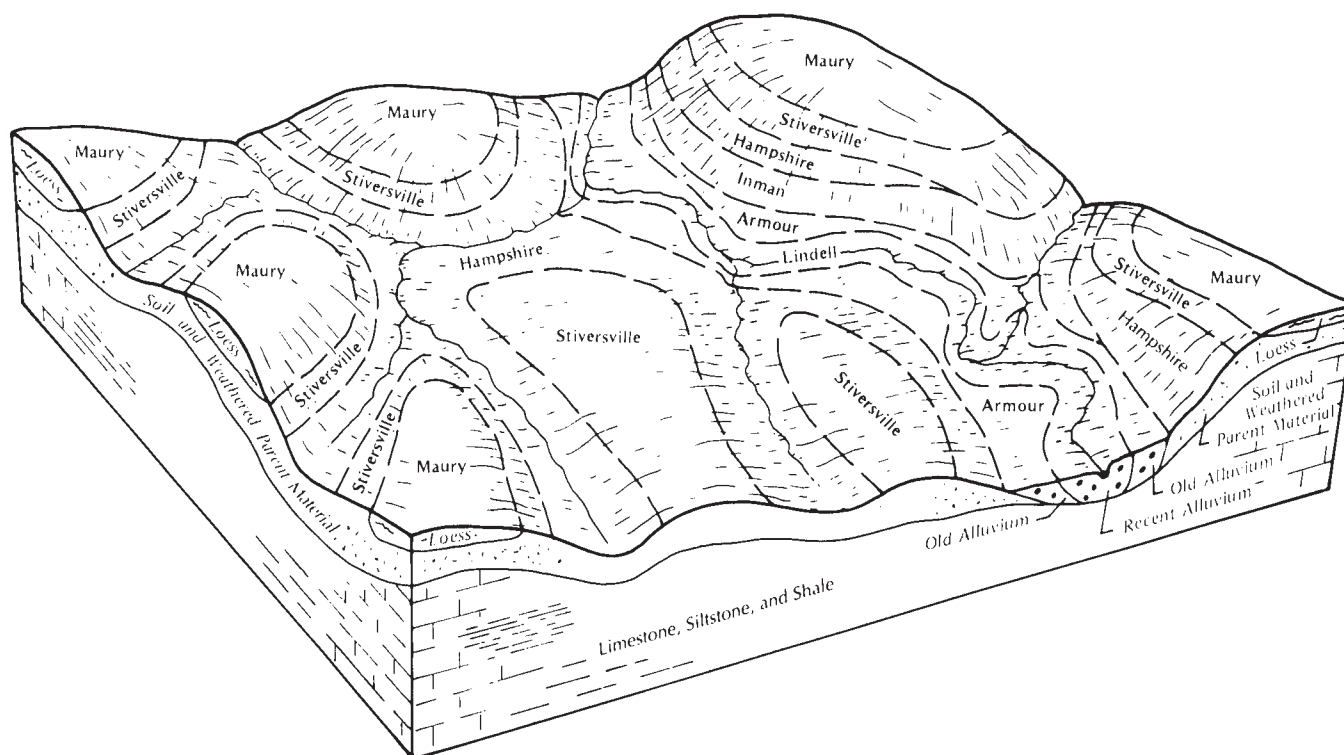 Maury
Maury
Maury
Stiversville
Hampshire
Inman
Armour
Lindell
Stiversville
Loess
Stiversville
Maury
Hampshire
Stiversville
Maury
Stiversville
Hampshire
Loess
Soil and Weathered Parent Material
Loess
Stiversville
Stiversville
Maury
Stiversville
Armour
Soil and
Weathered
Parent Material
Loess
Old Alluvium
Recent Alluvium
Old Alluvium
Limestone, Siltstone, and Shale